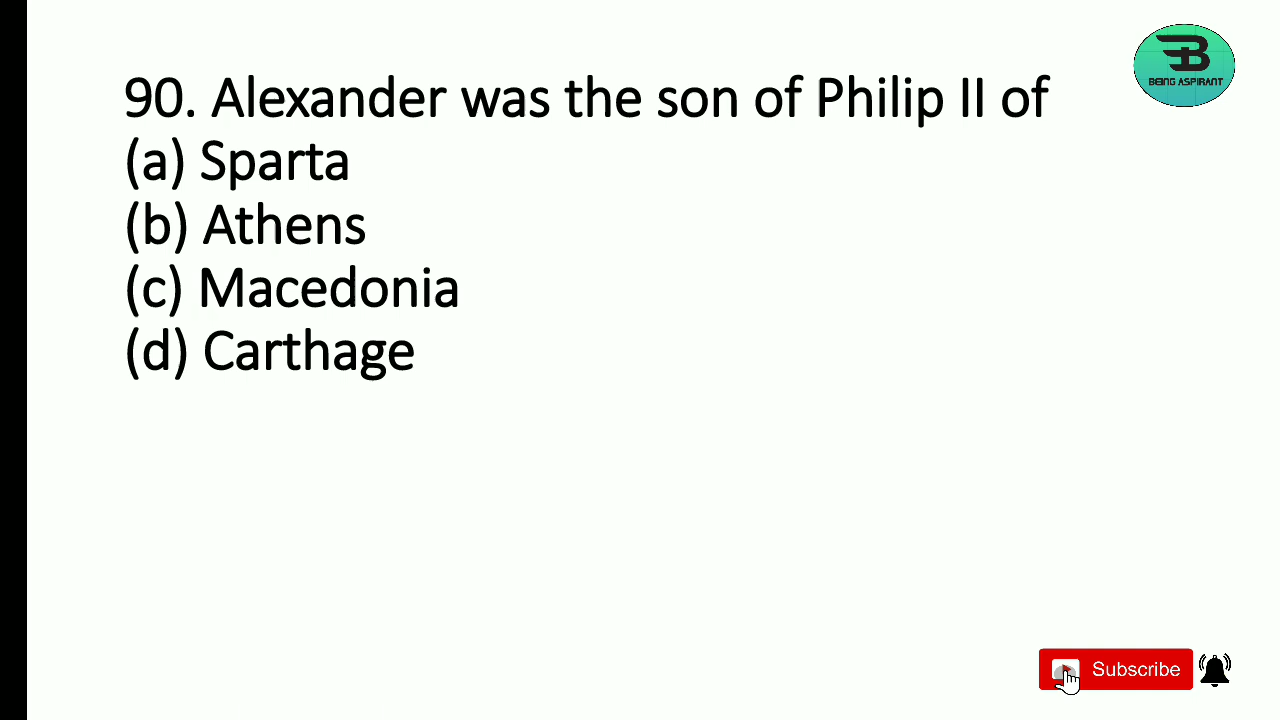 BEING ASPIRANT
90. Alexander was the son of Philip II of
(a) Sparta
(b) Athens
(c) Macedonia
(d) Carthage
Subscribe